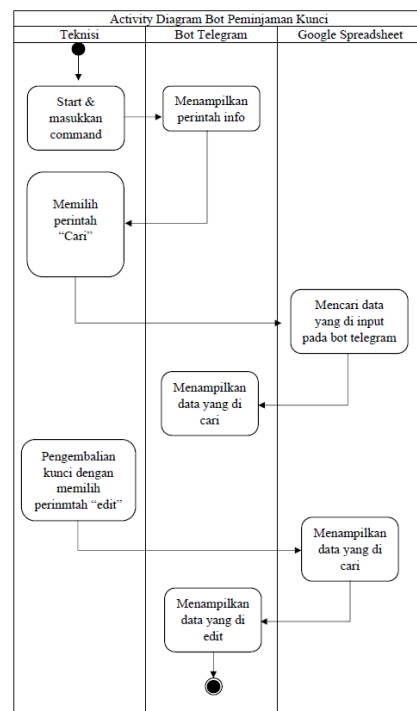 Activity Diagram Bot Peminjaman Kunci
Teknisi
Bot Telegram
Google Spreadsheet
Start &
masukkan
command
Menampilkan
perintah info
Memilih
perintah
“Cari”
Mencari data
yang di input
pada bot telegram
Menampilkan
data yang di
cari
Pengembalian
kunci dengan
memilih
perinmtah “edit”
Menampilkan
data yang di
cari
Menampilkan
data yang di
edit